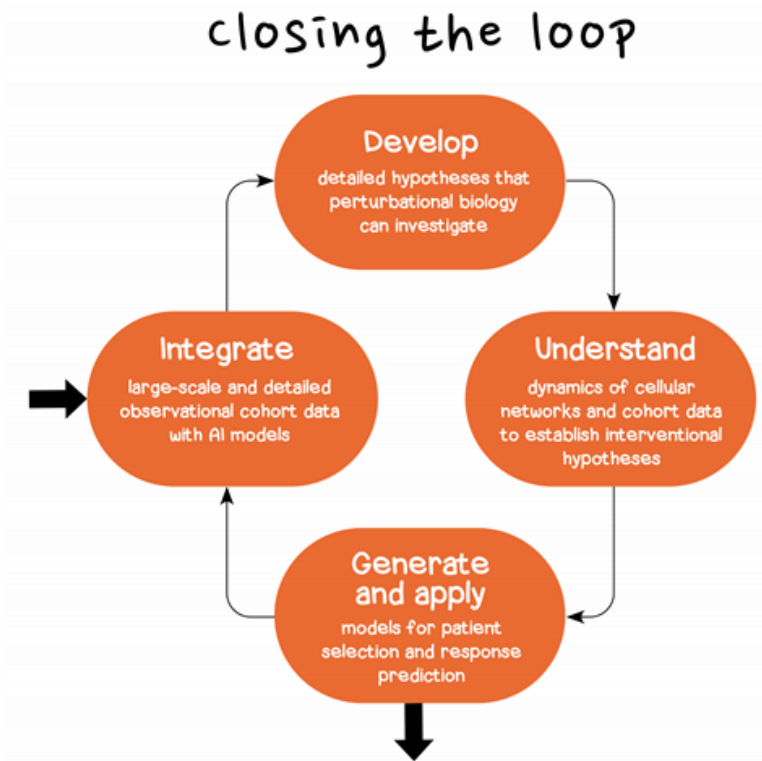 closing the loop
Develop
detailed hypotheses that
perturbational biology
can investigate
Integrate
large-scale and detailed
observational cohort data
with AI models
Understand
dynamics of cellular
networks and cohort data
to establish interventional
hypotheses
Generate
and apply
models for patient
selection and response
prediction